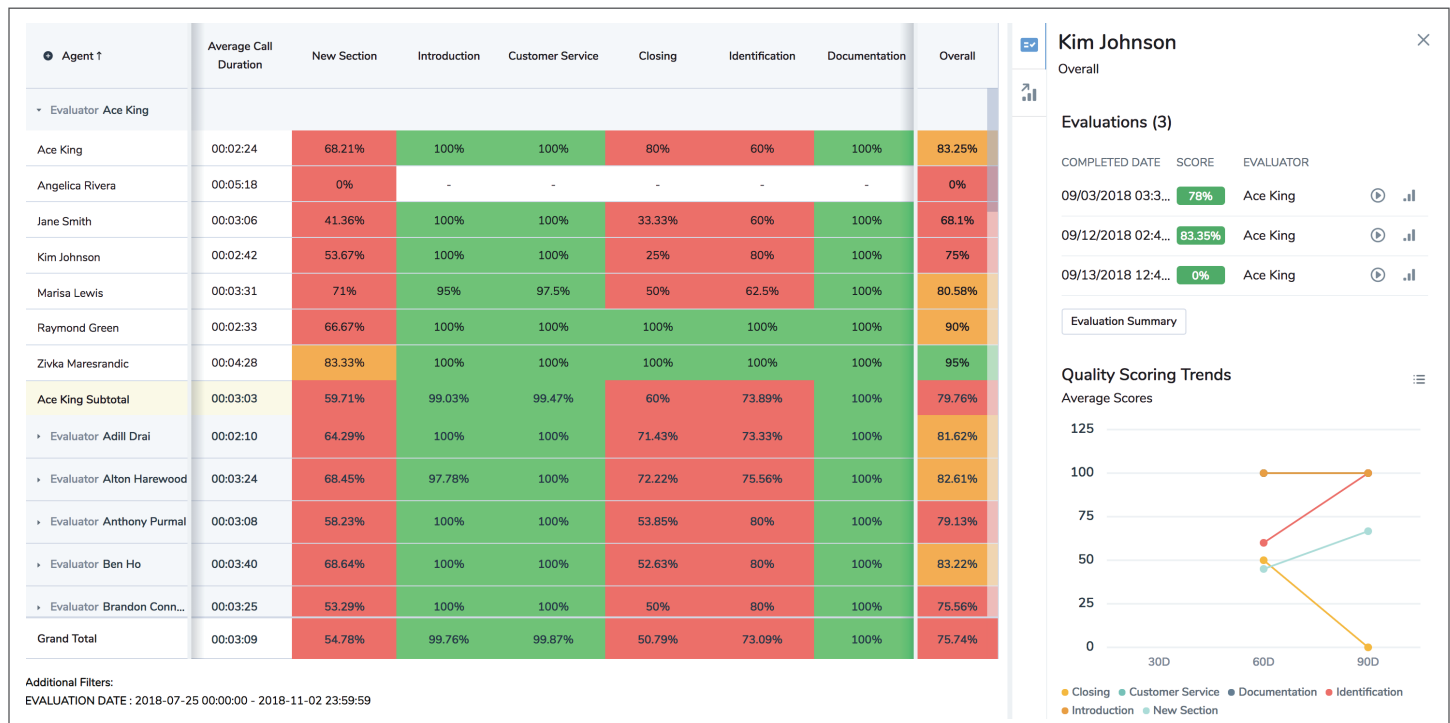 Agent ↑ Average Call Duration New Section Introduction Customer Service Closing Identification Documentation Overall
Evaluator Ace King
Ace King 00:02:24 68.21% 100% 100% 80% 60% 100% 83.25%
Angelica Rivera 00:05:18 0% - - - - - 0%
Jane Smith 00:03:06 41.36% 100% 100% 33.33% 60% 100% 68.1%
Kim Johnson 00:02:42 53.67% 100% 100% 25% 80% 100% 75%
Marisa Lewis 00:03:31 71% 95% 97.5% 50% 62.5% 100% 80.58%
Raymond Green 00:02:33 66.67% 100% 100% 100% 100% 100% 90%
Zivka Maresrandic 00:04:28 83.33% 100% 100% 100% 100% 100% 95%
Ace King Subtotal 00:03:03 59.71% 99.03% 99.47% 60% 73.89% 100% 79.76%
Evaluator Adill Drai 00:02:10 64.29% 100% 100% 71.43% 73.33% 100% 81.62%
Evaluator Alton Harewood 00:03:24 68.45% 97.78% 100% 72.22% 75.56% 100% 82.61%
Evaluator Anthony Purmal 00:03:08 58.23% 100% 100% 53.85% 80% 100% 79.13%
Evaluator Ben Ho 00:03:40 68.64% 100% 100% 52.63% 80% 100% 83.22%
Evaluator Brandon Conn... 00:03:25 53.29% 100% 100% 50% 80% 100% 75.56%
Grand Total 00:03:09 54.78% 99.76% 99.87% 50.79% 73.09% 100% 75.74%
Additional Filters:
EVALUATION DATE : 2018-07-25 00:00:00 - 2018-11-02 23:59:59
Kim Johnson
Overall
Evaluations (3)
COMPLETED DATE SCORE EVALUATOR
09/03/2018 03:3... 78% Ace King
09/12/2018 02:4... 83.35% Ace King
09/13/2018 12:4... 0% Ace King
Evaluation Summary
Quality Scoring Trends
Average Scores
125
100
75
50
25
0
30D 60D 90D
Closing Customer Service Documentation Identification
Introduction New Section